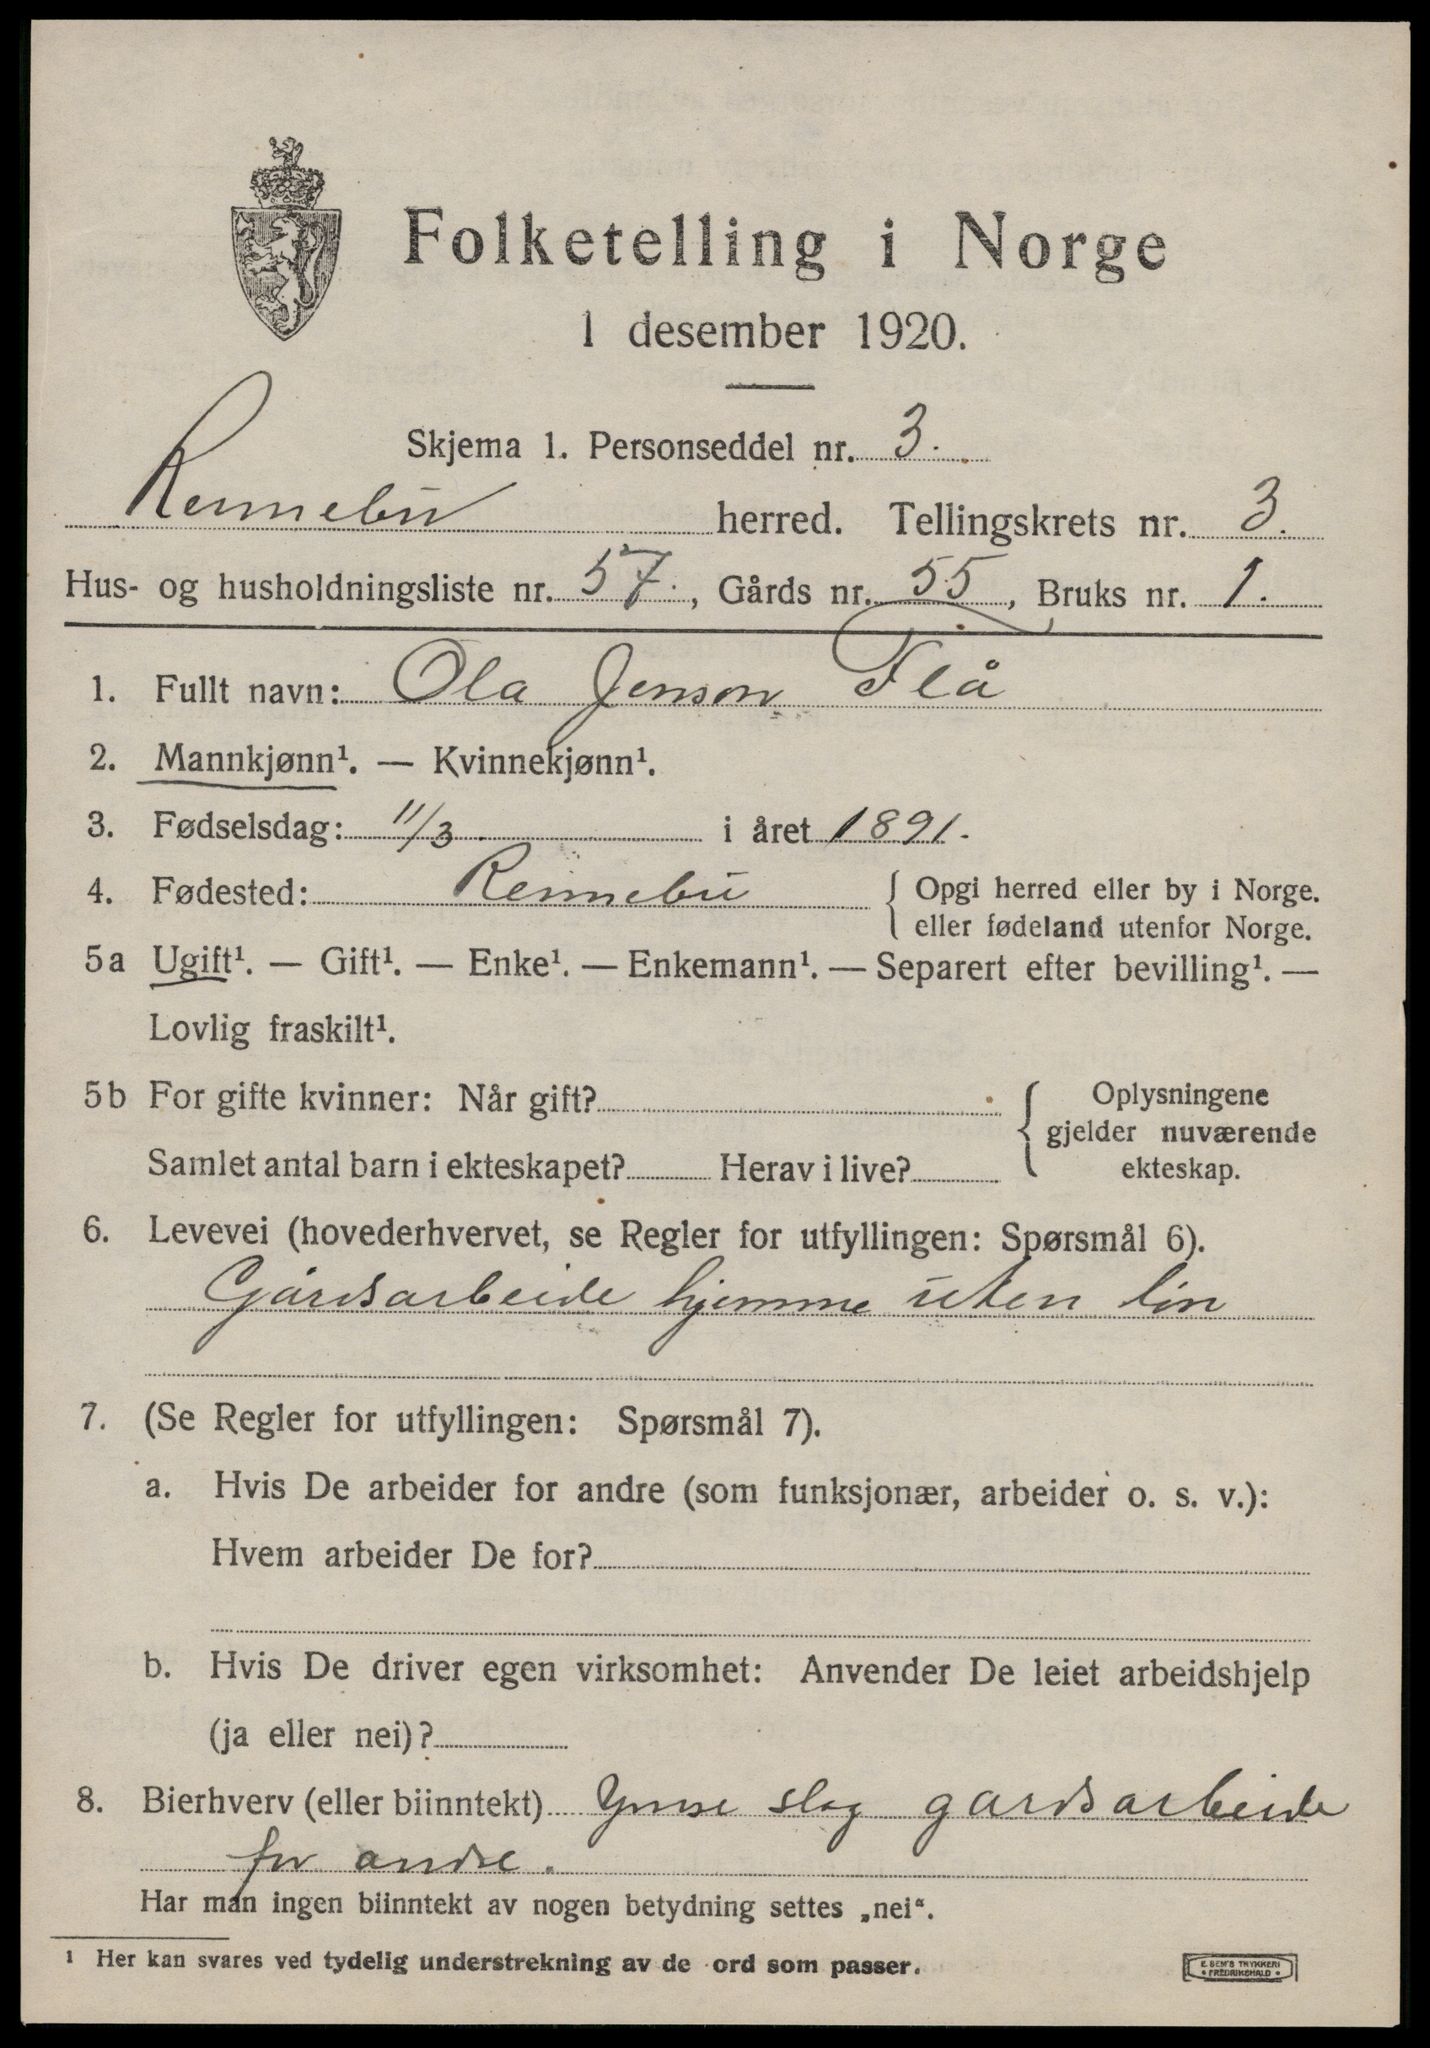 Folketelling i Norge
1 desember 1920.
Skjema 1. Personseddel nr. 3.
Rennebu herred. Tellingskrets nr. 3.
Hus- og husholdningsliste nr. 57., Gårds nr. 55, Bruks nr. 1.
1. Fullt navn: Ola Jenson Flå
2. Mannkjønn¹. — Kvinnekjønn¹.
3. Fødselsdag: 11/3 i året 1891.
4. Fødested: Rennebu { Opgi herred eller by i Norge.
eller fødeland utenfor Norge.
5a Ugift¹. — Gift¹. — Enke¹. — Enkemann¹. — Separert efter bevilling¹. —
Lovlig fraskilt¹.
5b For gifte kvinner: Når gift? { Oplysningene
gjelder nuværende
Samlet antal barn i ekteskapet? Herav i live? ekteskap.
6. Levevei (hovederhvervet, se Regler for utfyllingen: Spørsmål 6).
Gårdsarbeide hjemme uten løn
7. (Se Regler for utfyllingen: Spørsmål 7).
a. Hvis De arbeider for andre (som funksjonær, arbeider o. s. v.):
Hvem arbeider De for?
b. Hvis De driver egen virksomhet: Anvender De leiet arbeidshjelp
(ja eller nei)?
8. Bierhverv (eller biinntekt) Ymse slag gardsarbeide
for andre.
Har man ingen biinntekt av nogen betydning settes „nei“.
¹ Her kan svares ved tydelig understrekning av de ord som passer.
E. SEM'S TRYKKERI
FREDRIKSHALD